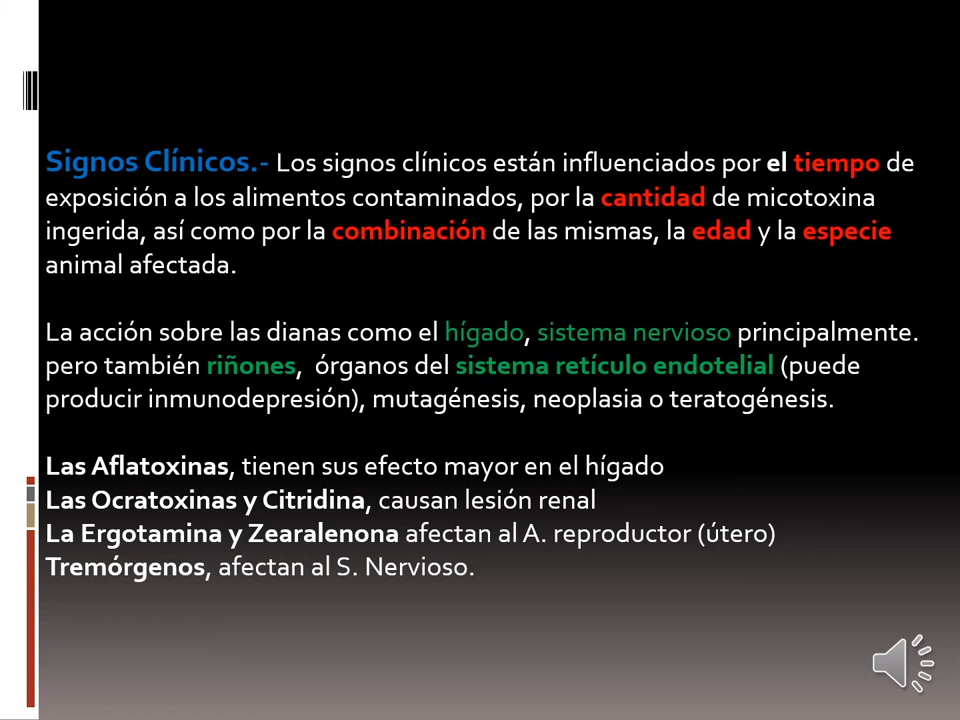 Signos Clínicos.- Los signos clínicos están influenciados por el tiempo de
exposición a los alimentos contaminados, por la cantidad de micotoxina
ingerida, así como por la combinación de las mismas, la edad y la especie
animal afectada.
La acción sobre las dianas como el hígado, sistema nervioso principalmente.
pero también riñones, órganos del sistema retículo endotelial (puede
producir inmunodepresión), mutagénesis, neoplasia o teratogénesis.
Las Aflatoxinas, tienen sus efecto mayor en el hígado
Las Ocratoxinas y Citridina, causan lesión renal
La Ergotamina y Zearalenona afectan al A. reproductor (útero)
Tremórgenos, afectan al S. Nervioso.